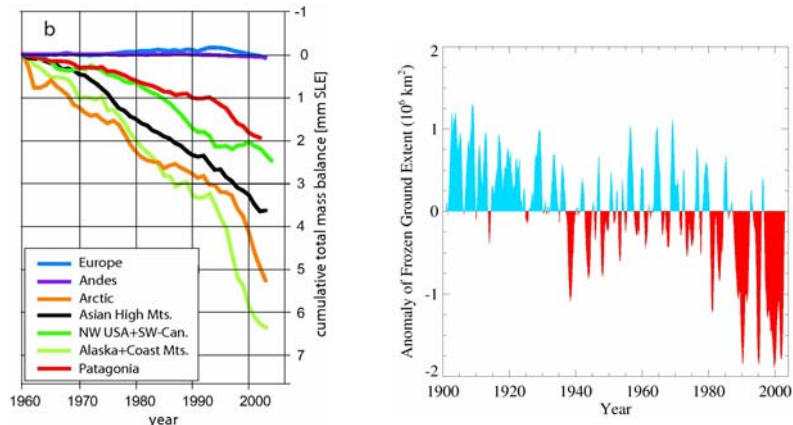 b
-1
0
1
2
3
4
5
6
7
cumulative total mass balance [mm SLE]
Europe
Andes
Arctic
Asian High Mts.
NW USA+SW-Can.
Alaska+Coast Mts.
Patagonia
1960 1970 1980 1990 2000
year
Anomaly of Frozen Ground Extent (10⁶ km²)
2
1
0
-1
-2
1900 1920 1940 1960 1980 2000
Year